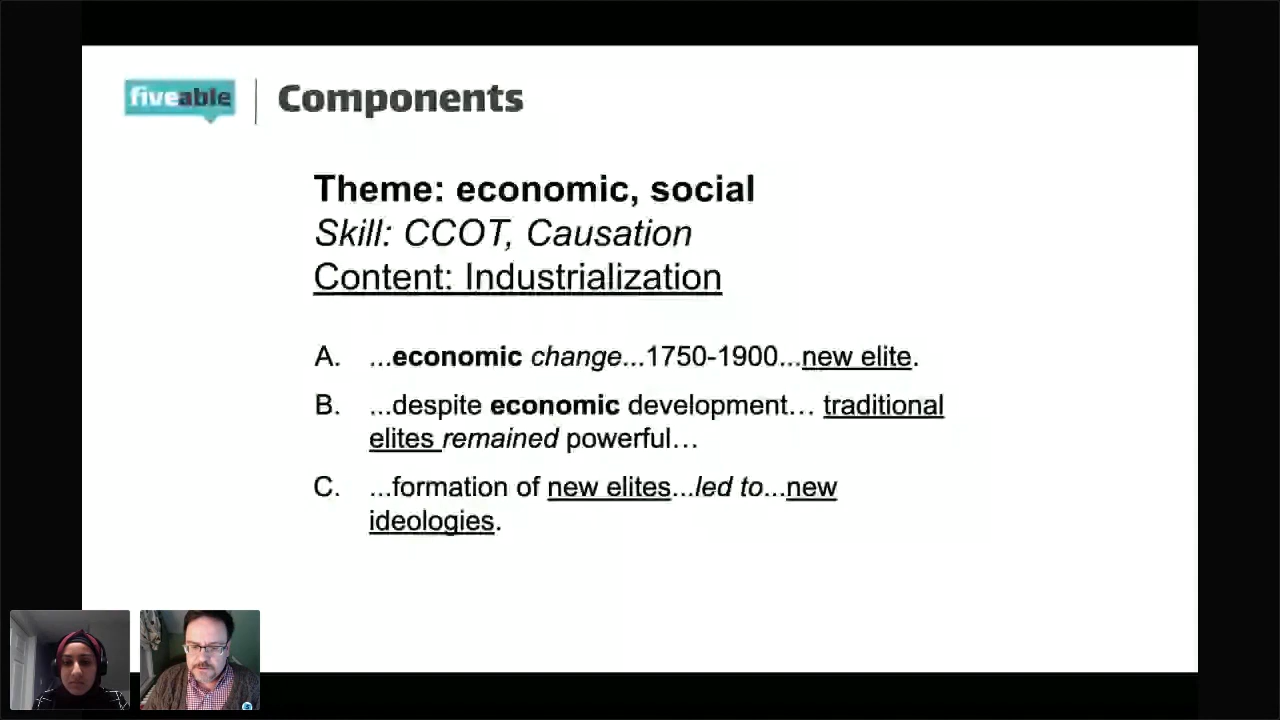 fiveable
Components
Theme: economic, social
Skill: CCOT, Causation
Content: Industrialization
A. ...economic change...1750-1900...new elite.
B. ...despite economic development… traditional
elites remained powerful…
C. ...formation of new elites...led to...new
ideologies.